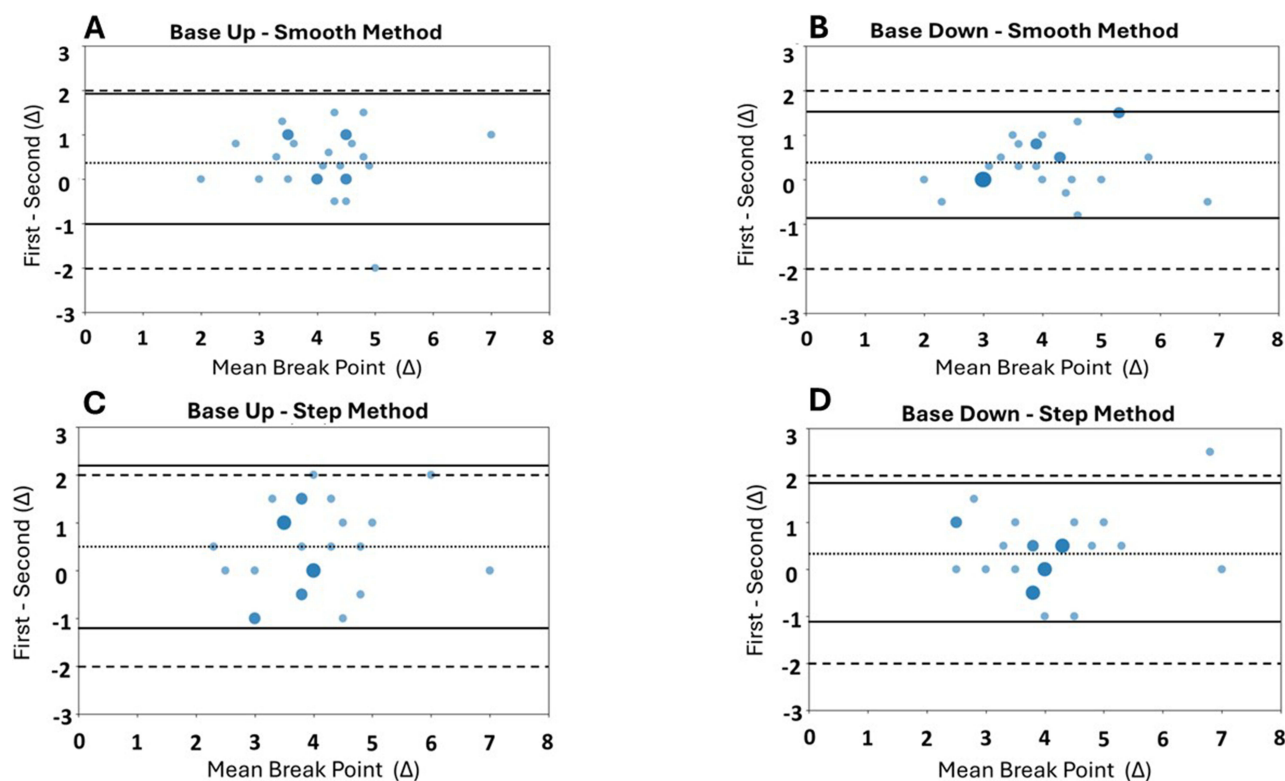 A
Base Up - Smooth Method
3
2
1
0
-1
-2
-3
First - Second (Δ)
0 1 2 3 4 5 6 7 8
Mean Break Point (Δ)
B
Base Down - Smooth Method
3
2
1
0
-1
-2
-3
First - Second (Δ)
0 1 2 3 4 5 6 7 8
Mean Break Point (Δ)
C
Base Up - Step Method
3
2
1
0
-1
-2
-3
First - Second (Δ)
0 1 2 3 4 5 6 7 8
Mean Break Point (Δ)
D
Base Down - Step Method
3
2
1
0
-1
-2
-3
First - Second (Δ)
0 1 2 3 4 5 6 7 8
Mean Break Point (Δ)